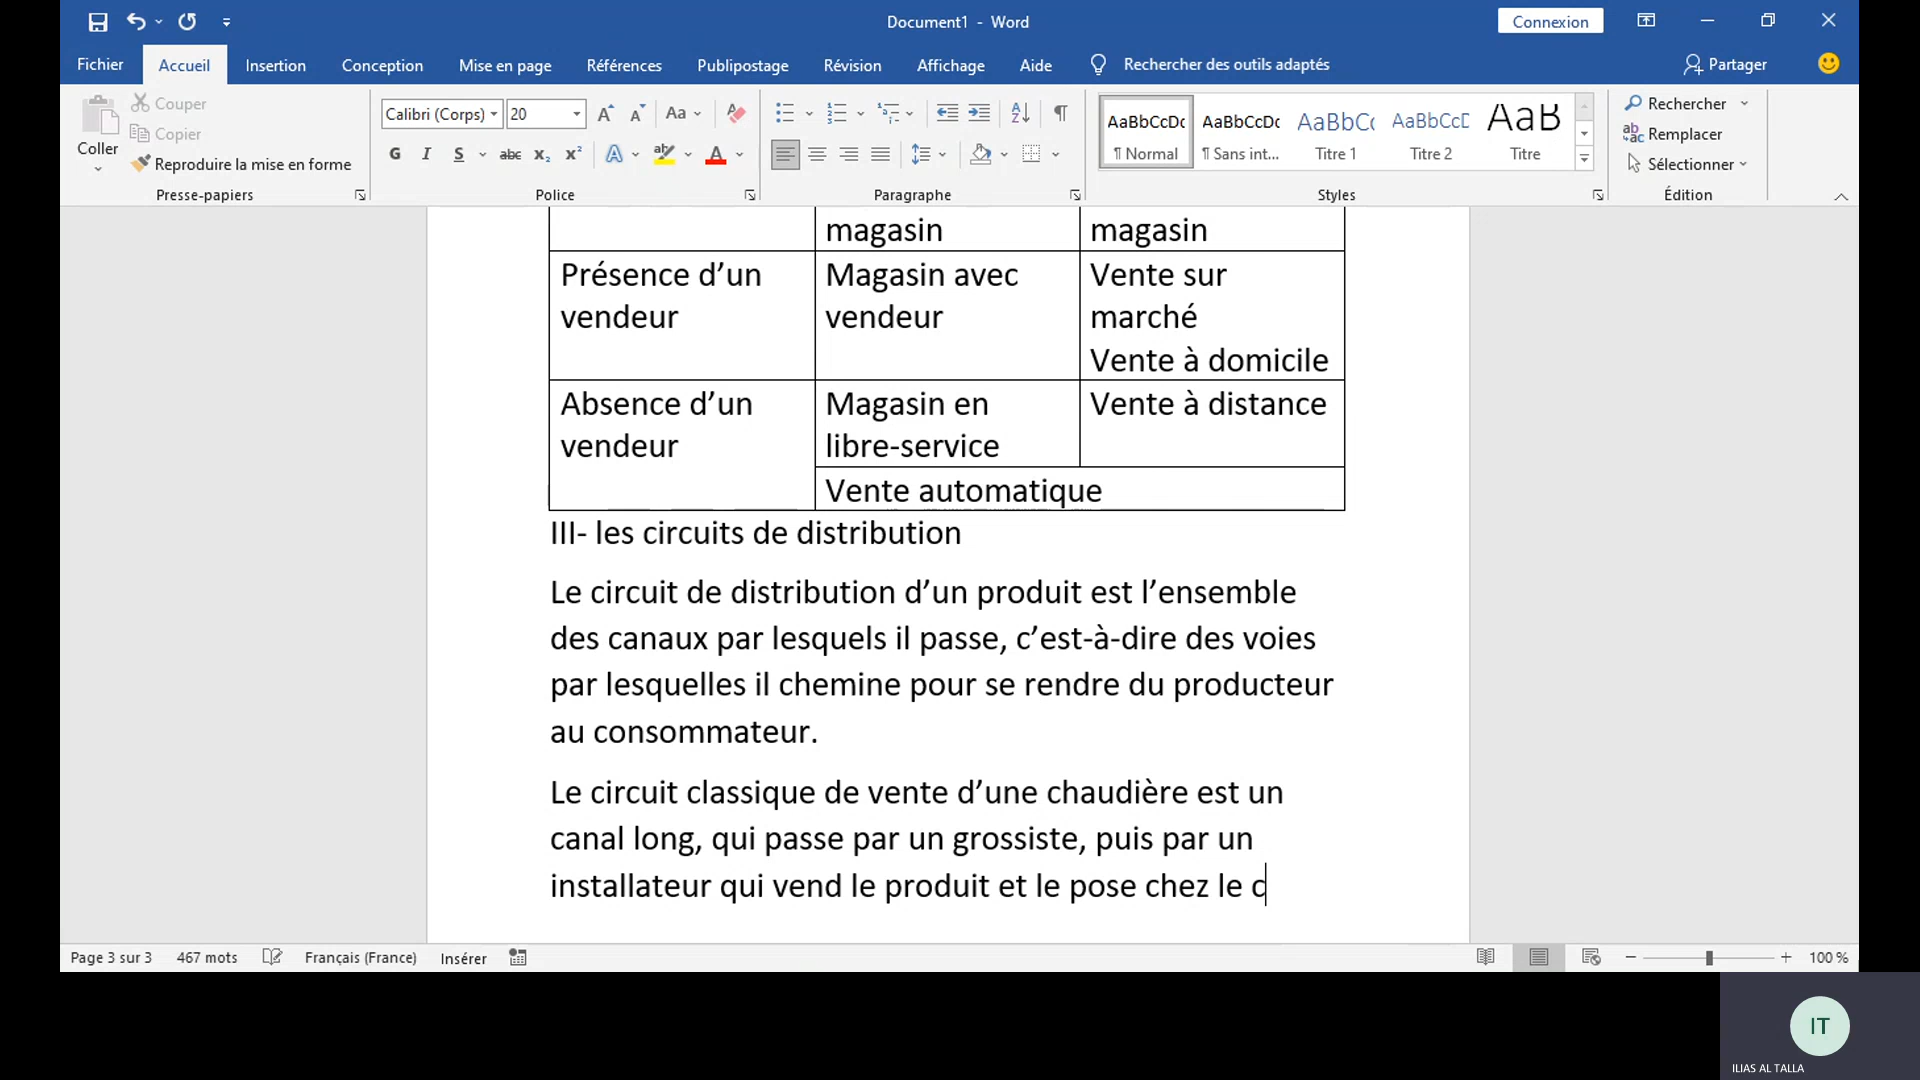 Document1 - Word
Connexion
Fichier Accueil Insertion Conception Mise en page Références Publipostage Révision Affichage Aide Rechercher des outils adaptés Partager
Coller
Couper
Copier
Reproduire la mise en forme
Presse-papiers
Calibri (Corps) 20
Aa
G I S abc x₂ x² A A
Police
Paragraphe
AaBbCcDc AaBbCcDc AaBbCc AaBbCcD AaB
¶ Normal ¶ Sans int... Titre 1 Titre 2 Titre
Styles
Rechercher
Remplacer
Sélectionner
Édition
magasin magasin
Présence d’un Magasin avec Vente sur
vendeur vendeur marché
Vente à domicile
Absence d’un Magasin en Vente à distance
vendeur libre-service
Vente automatique
III- les circuits de distribution
Le circuit de distribution d’un produit est l’ensemble
des canaux par lesquels il passe, c’est-à-dire des voies
par lesquelles il chemine pour se rendre du producteur
au consommateur.
Le circuit classique de vente d’une chaudière est un
canal long, qui passe par un grossiste, puis par un
installateur qui vend le produit et le pose chez le c
Page 3 sur 3 467 mots Français (France) Insérer 100 %
IT
ILIAS AL TALLA